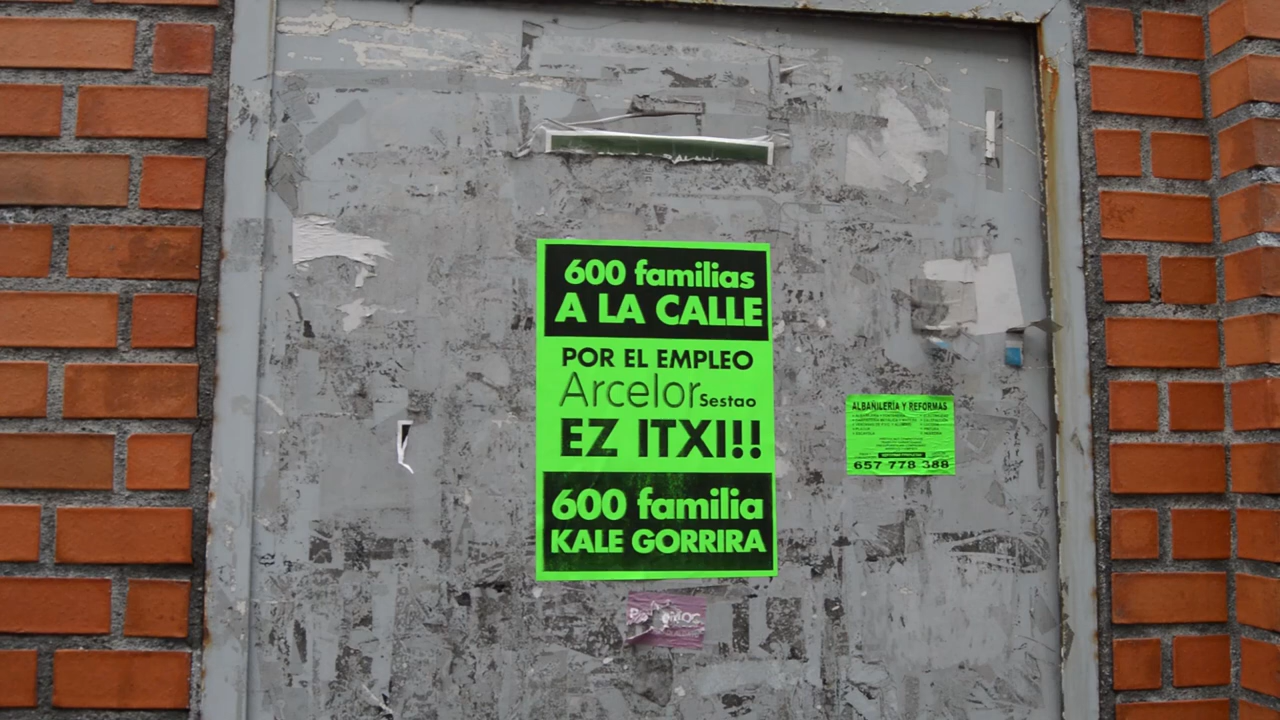 600 familias
A LA CALLE
POR EL EMPLEO
Arcelor Sestao
EZ ITXI!!
600 familia
KALE GORRIRA
ALBAÑILERIA Y REFORMAS
657 778 388